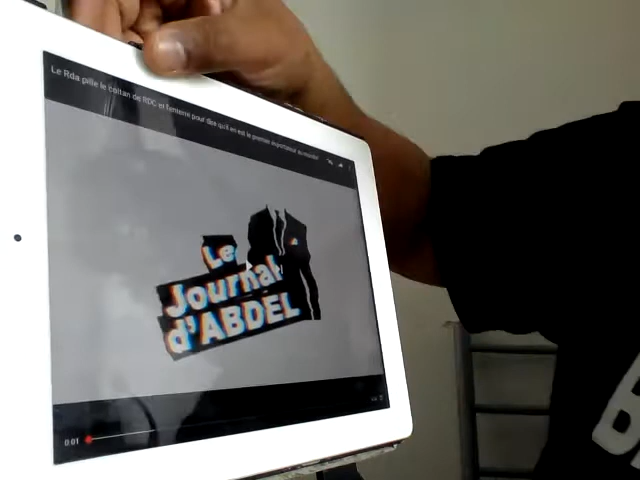 Le Rda pille le coltan de RDC et l'enterre pour dire qu'il en est le premier exportateur au monde!
Le
Journal
d'ABDEL
0:01